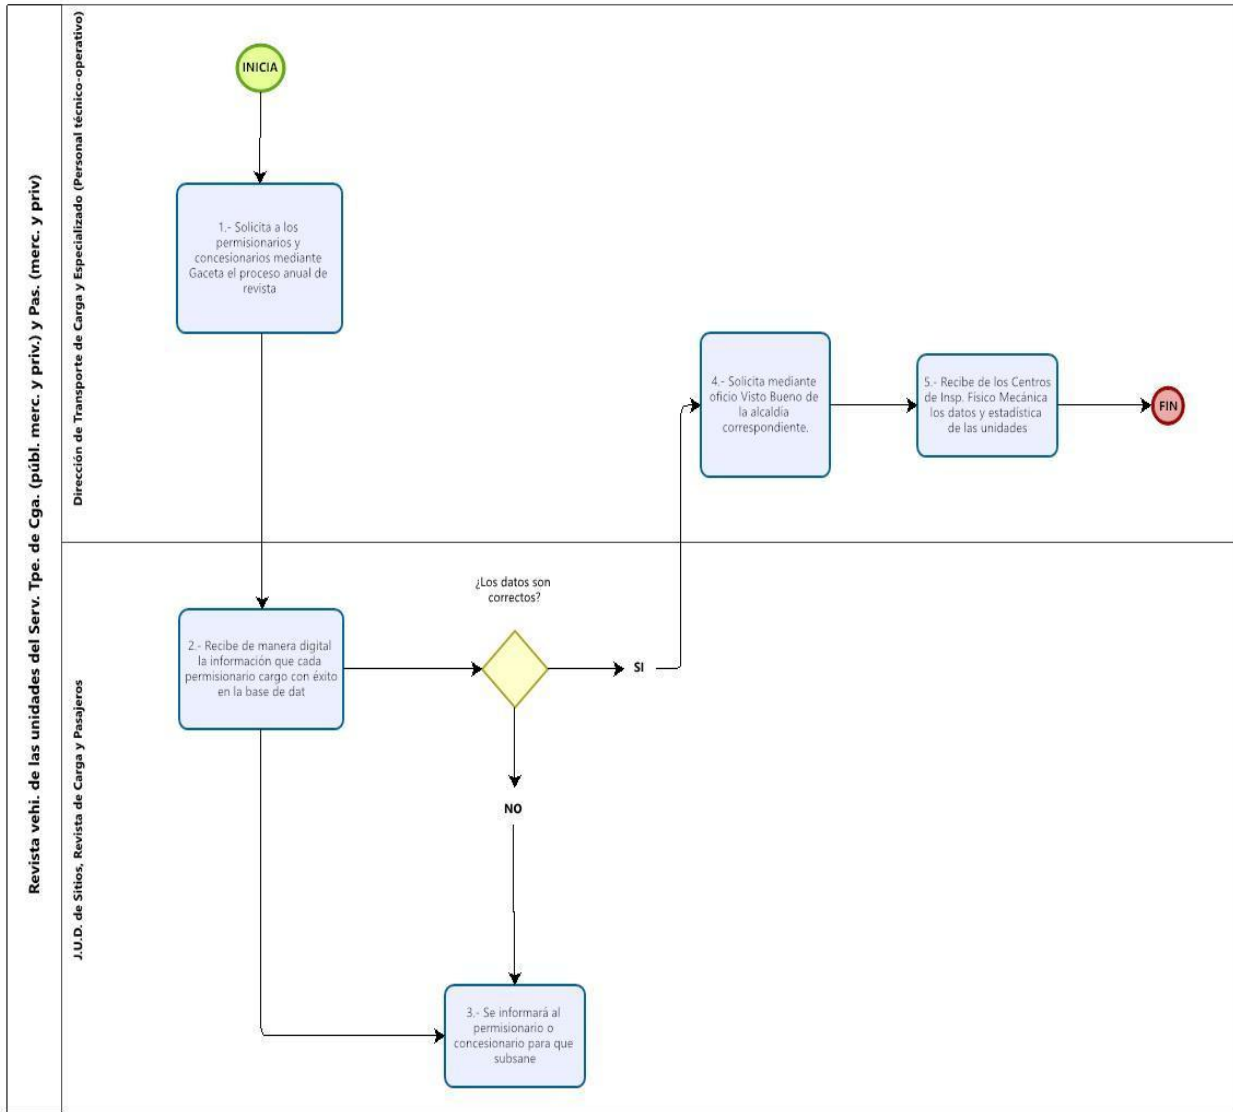 Revista vehi. de las unidades del Serv. Tpe. de Cga. (públ. merc. y priv.) y Pas. (merc. y priv)
Dirección de Transporte de Carga y Especializado (Personal técnico-operativo)
INICIA
1.- Solicita a los
permisionarios y
concesionarios mediante
Gaceta el proceso anual de
revista
4.- Solicita mediante
oficio Visto Bueno de
la alcaldia
correspondiente.
5.- Recibe de los Centros
de Insp. Fisico Mecánica
los datos y estadística
de las unidades
FIN
J.U.D. de Sitios, Revista de Carga y Pasajeros
2.- Recibe de manera digital
la información que cada
permisionario cargo con éxito
en la base de dat
¿Los datos son
correctos?
SI
NO
3.- Se informará al
permisionario o
concesionario para que
subsane